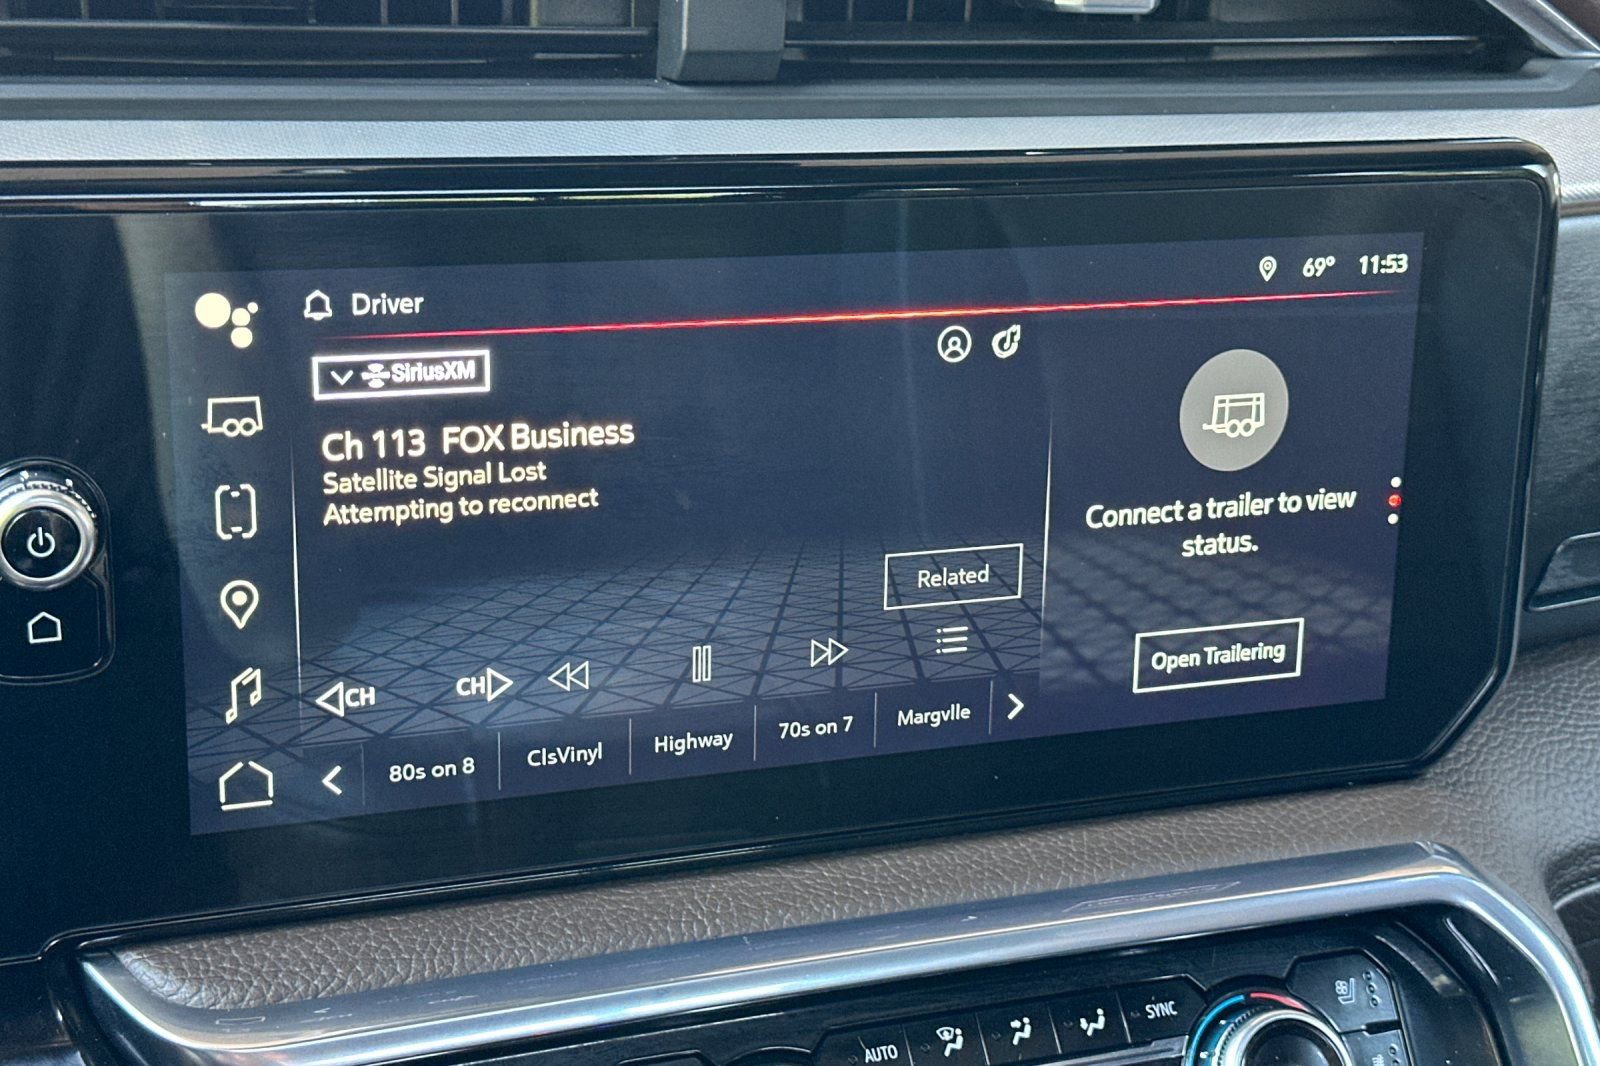 Driver
69° 11:53
SiriusXM
Ch 113 FOX Business
Satellite Signal Lost
Attempting to reconnect
Connect a trailer to view
status.
Related
Open Trailering
CH
CH
80s on 8
ClsVinyl
Highway
70s on 7
Margvlle
AUTO
SYNC